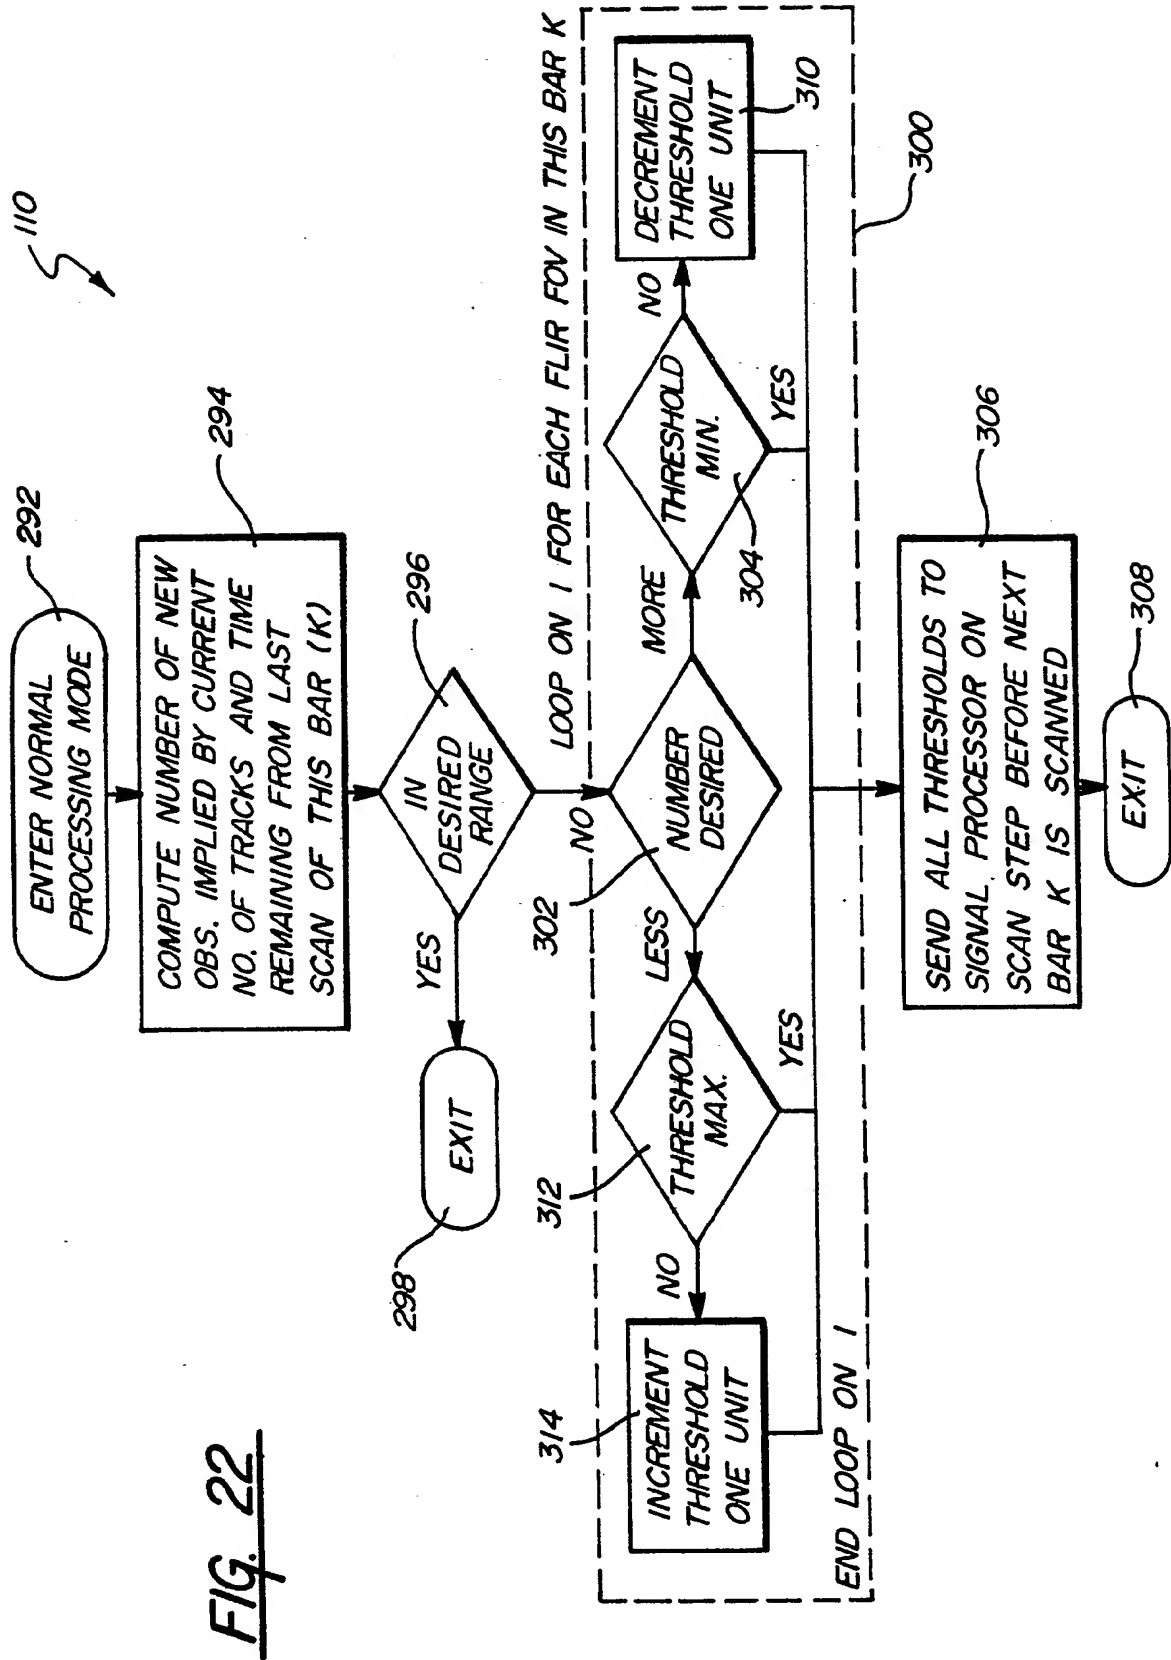 FIG. 22
110
ENTER NORMAL
PROCESSING MODE
292
COMPUTE NUMBER OF NEW
OBS. IMPLIED BY CURRENT
NO. OF TRACKS AND TIME
REMAINING FROM LAST
SCAN OF THIS BAR (K)
294
IN
DESIRED
RANGE
296
YES
EXIT
298
NO
LOOP ON I FOR EACH FLIR FOV IN THIS BAR K
NUMBER
DESIRED
302
LESS
MORE
THRESHOLD
MAX.
312
NO
YES
INCREMENT
THRESHOLD
ONE UNIT
314
THRESHOLD
MIN.
304
NO
YES
DECREMENT
THRESHOLD
ONE UNIT
310
END LOOP ON I
300
SEND ALL THRESHOLDS TO
SIGNAL PROCESSOR ON
SCAN STEP BEFORE NEXT
BAR K IS SCANNED
306
EXIT
308